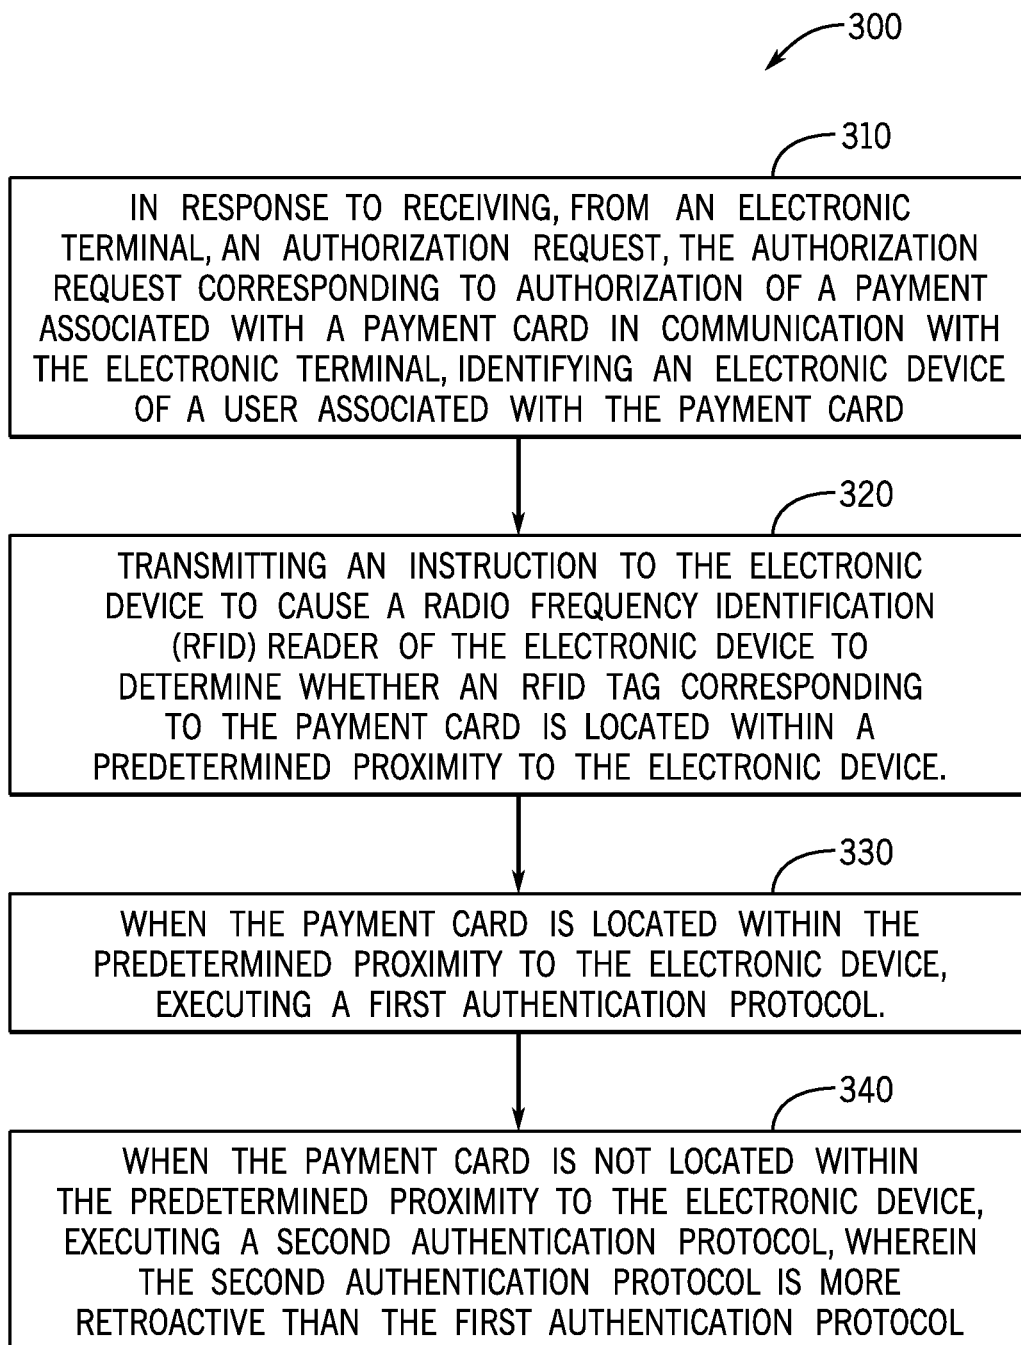 300
310
IN RESPONSE TO RECEIVING, FROM AN ELECTRONIC
TERMINAL, AN AUTHORIZATION REQUEST, THE AUTHORIZATION
REQUEST CORRESPONDING TO AUTHORIZATION OF A PAYMENT
ASSOCIATED WITH A PAYMENT CARD IN COMMUNICATION WITH
THE ELECTRONIC TERMINAL, IDENTIFYING AN ELECTRONIC DEVICE
OF A USER ASSOCIATED WITH THE PAYMENT CARD
320
TRANSMITTING AN INSTRUCTION TO THE ELECTRONIC
DEVICE TO CAUSE A RADIO FREQUENCY IDENTIFICATION
(RFID) READER OF THE ELECTRONIC DEVICE TO
DETERMINE WHETHER AN RFID TAG CORRESPONDING
TO THE PAYMENT CARD IS LOCATED WITHIN A
PREDETERMINED PROXIMITY TO THE ELECTRONIC DEVICE.
330
WHEN THE PAYMENT CARD IS LOCATED WITHIN THE
PREDETERMINED PROXIMITY TO THE ELECTRONIC DEVICE,
EXECUTING A FIRST AUTHENTICATION PROTOCOL.
340
WHEN THE PAYMENT CARD IS NOT LOCATED WITHIN
THE PREDETERMINED PROXIMITY TO THE ELECTRONIC DEVICE,
EXECUTING A SECOND AUTHENTICATION PROTOCOL, WHEREIN
THE SECOND AUTHENTICATION PROTOCOL IS MORE
RETROACTIVE THAN THE FIRST AUTHENTICATION PROTOCOL